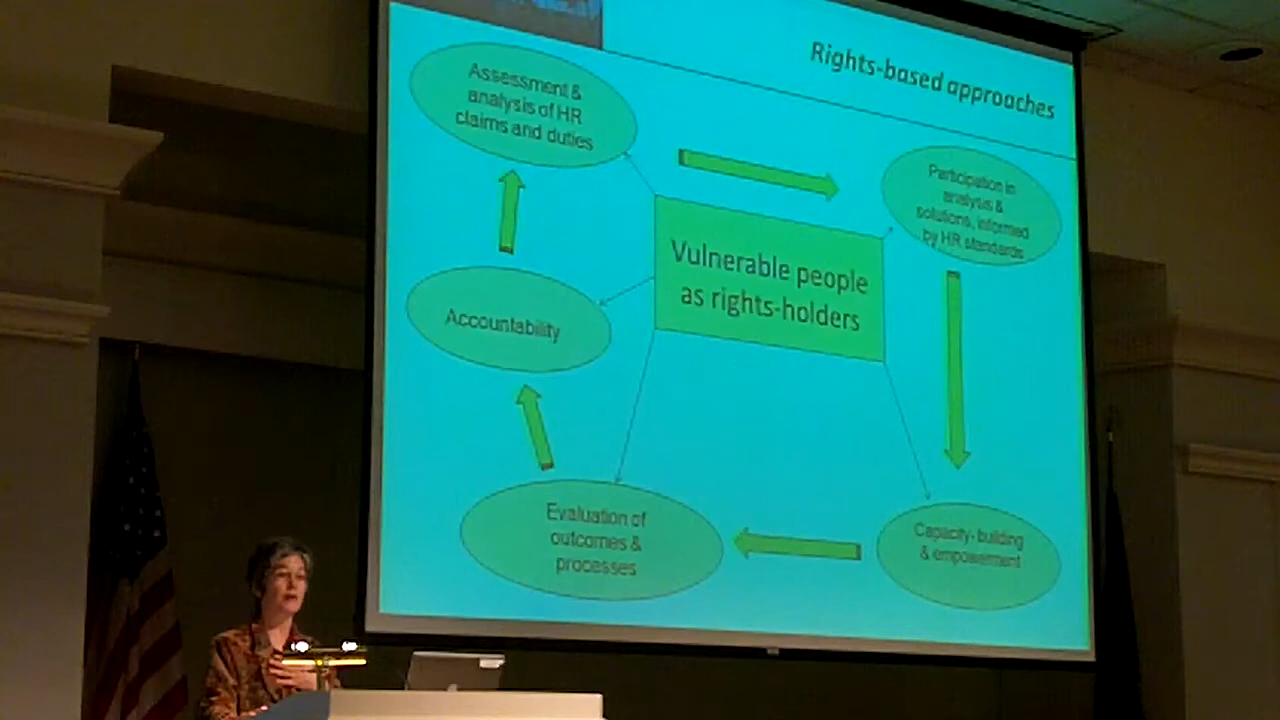 Rights-based approaches
Assessment &
analysis of HR
claims and duties
Participation in
analysis &
solutions, informed
by HR standards
Vulnerable people
as rights-holders
Accountability
Evaluation of
outcomes &
processes
Capacity- building
& empowerment